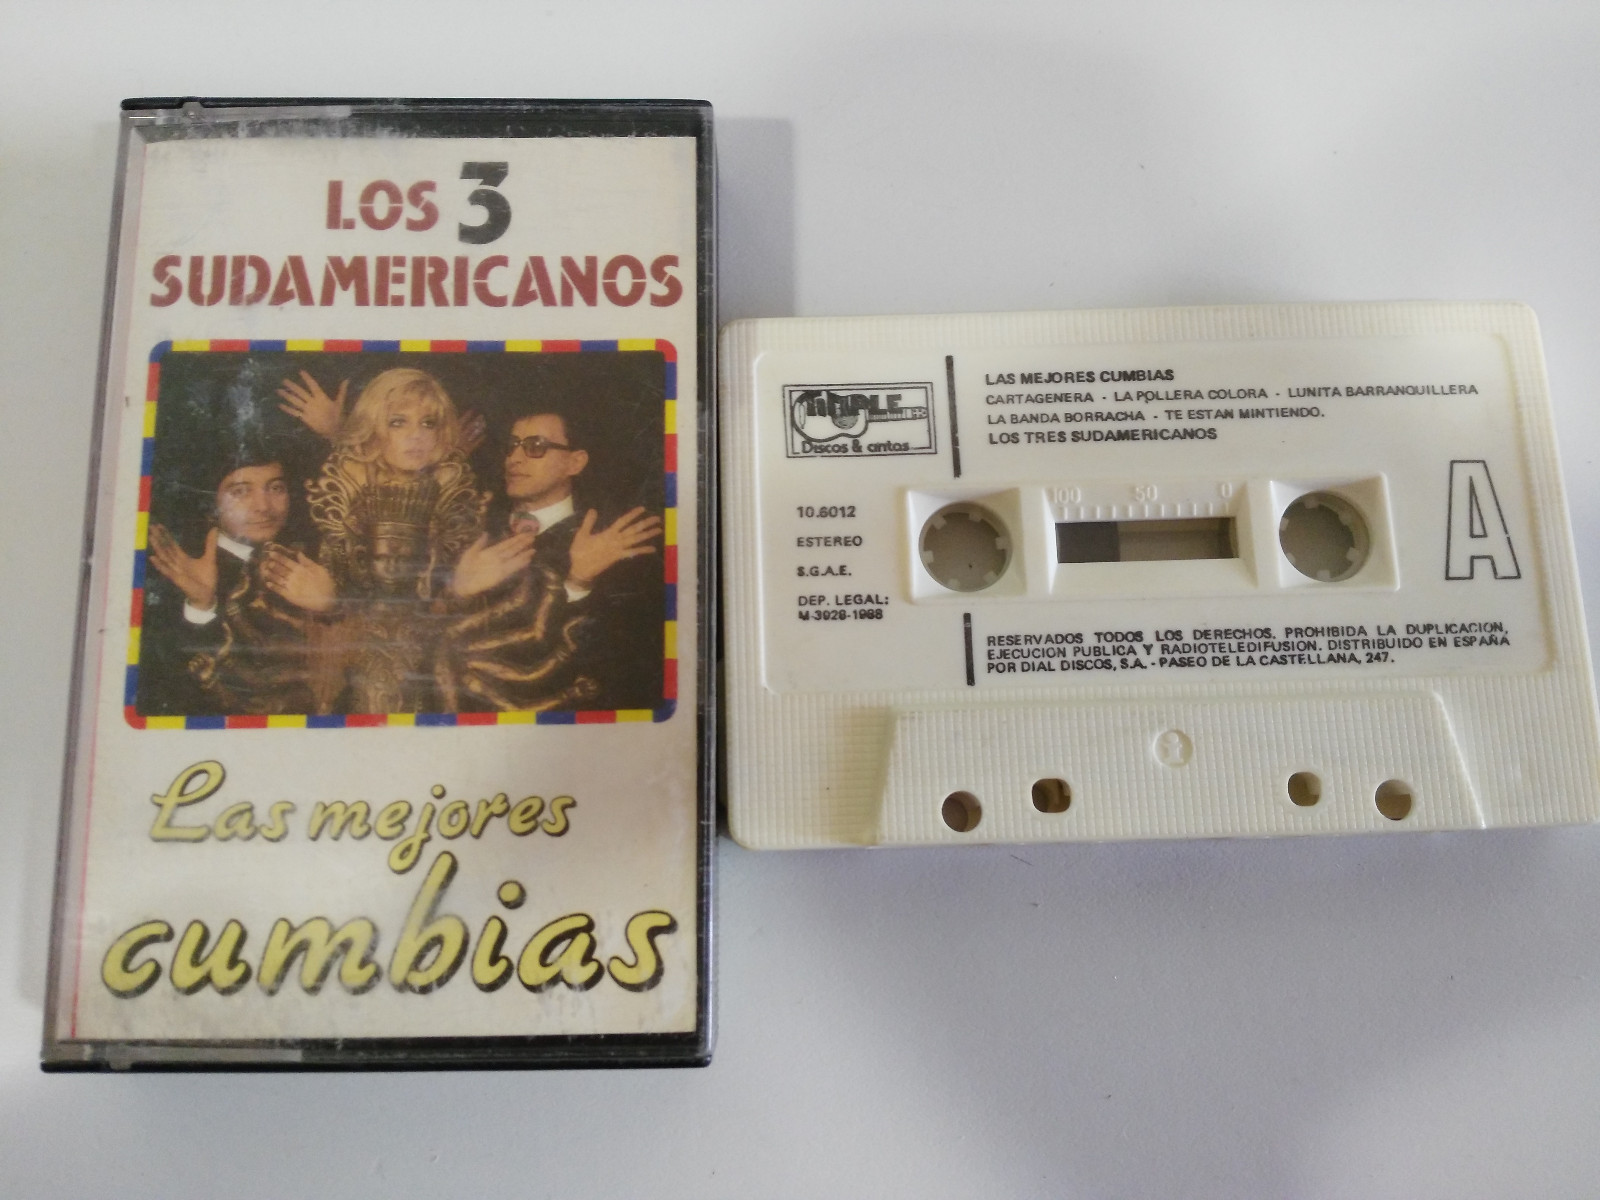 LOS 3
SUDAMERICANOS
Las mejores
cumbias
TIMPLE
Discos & cintas
LAS MEJORES CUMBIAS
CARTAGENERA - LA POLLERA COLORA - LUNITA BARRANQUILLERA
LA BANDA BORRACHA - TE ESTAN MINTIENDO.
LOS TRES SUDAMERICANOS
10.6012
ESTEREO
S.G.A.E.
DEP. LEGAL:
M-3928-1988
100 50 0
A
RESERVADOS TODOS LOS DERECHOS. PROHIBIDA LA DUPLICACION,
EJECUCION PUBLICA Y RADIOTELEDIFUSION. DISTRIBUIDO EN ESPAÑA
POR DIAL DISCOS, S.A. - PASEO DE LA CASTELLANA, 247.
1